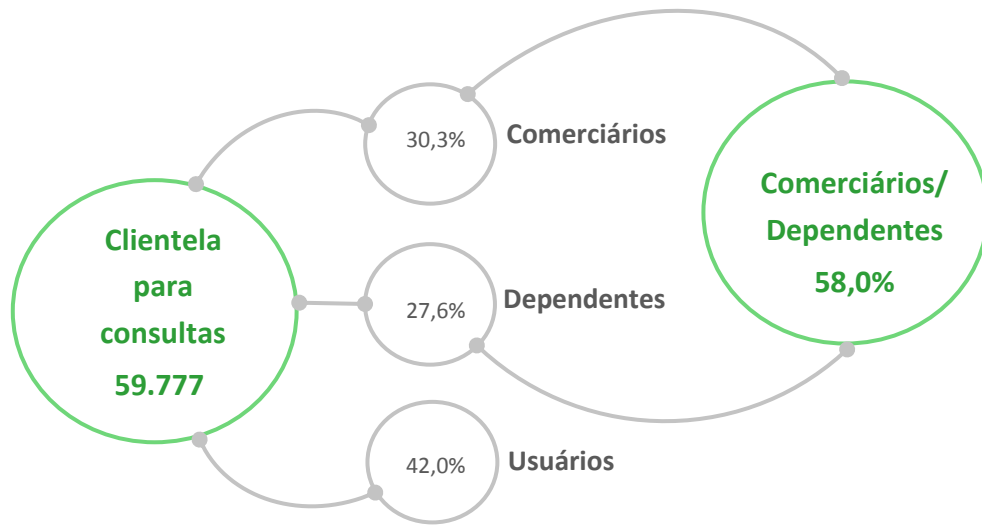 Clientela
para
consultas
59.777
30,3%
Comerciários
27,6%
Dependentes
42,0%
Usuários
Comerciários/
Dependentes
58,0%